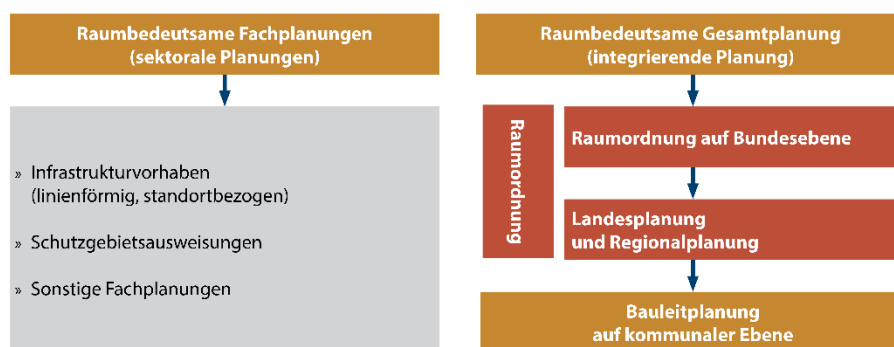 Raumbedeutsame Fachplanungen
(sektorale Planungen)
» Infrastrukturvorhaben
(linienförmig, standortbezogen)
» Schutzgebietsausweisungen
» Sonstige Fachplanungen
Raumbedeutsame Gesamtplanung
(integrierende Planung)
Raumordnung
Raumordnung auf Bundesebene
Landesplanung
und Regionalplanung
Bauleitplanung
auf kommunaler Ebene